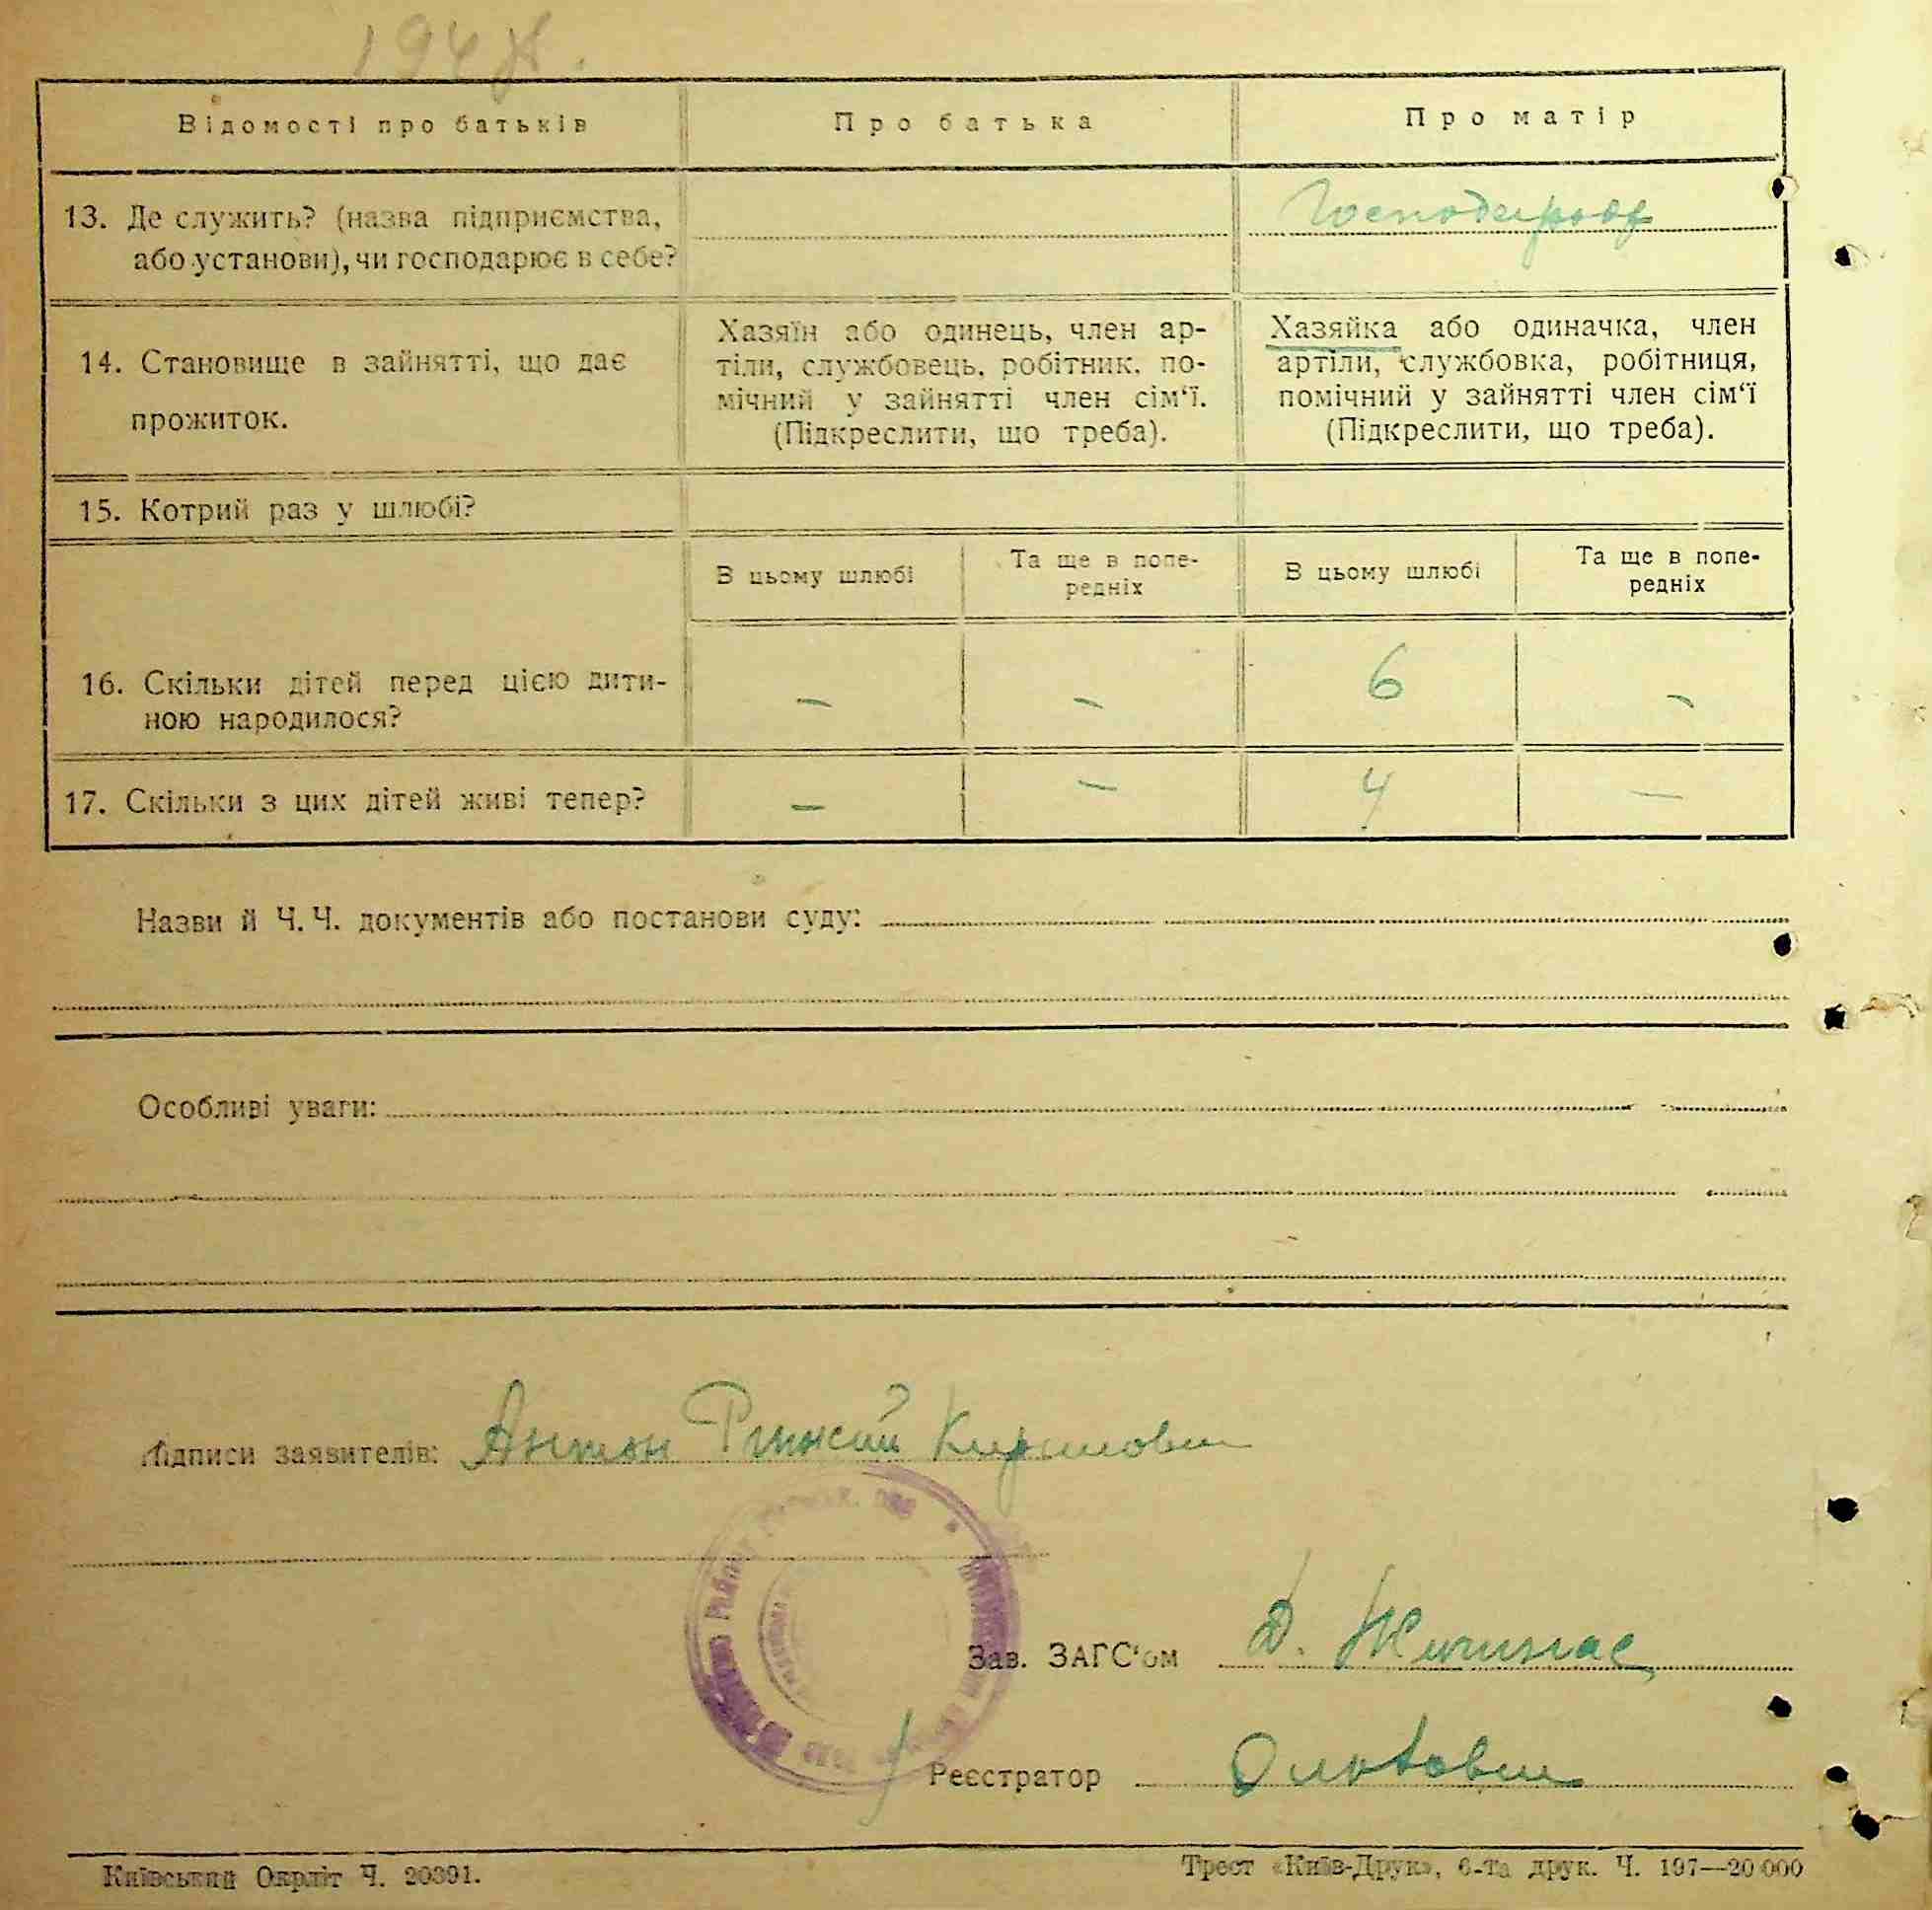 Відомості про батьків
Про батька
Про матір
13. Де служить? (назва підприємства,
або установи), чи господарює в себе?
14. Становище в зайнятті, що дає
прожиток.
Хазяїн або одинець, член ар-
тіли, службовець, робітник, по-
мічний у зайнятті член сім‘ї.
(Підкреслити, що треба).
Хазяйка або одиначка, член
артіли, службовка, робітниця,
помічний у зайнятті член сім‘ї
(Підкреслити, що треба).
15. Котрий раз у шлюбі?
В цьому шлюбі
Та ще в попе-
редніх
В цьому шлюбі
Та ще в попе-
редніх
16. Скільки дітей перед цією дити-
ною народилося?
– – 6 –
17. Скільки з цих дітей живі тепер?
– – 4 –
Назви й Ч. Ч. документів або постанови суду:
Особливі уваги:
Підписи заявителів: Антон Кирилович
Зав. ЗАГС‘ом Д.
Реєстратор
Київський Окрліт Ч. 20391.
Трест «Київ-Друк», 6-та друк. Ч. 197—20 000